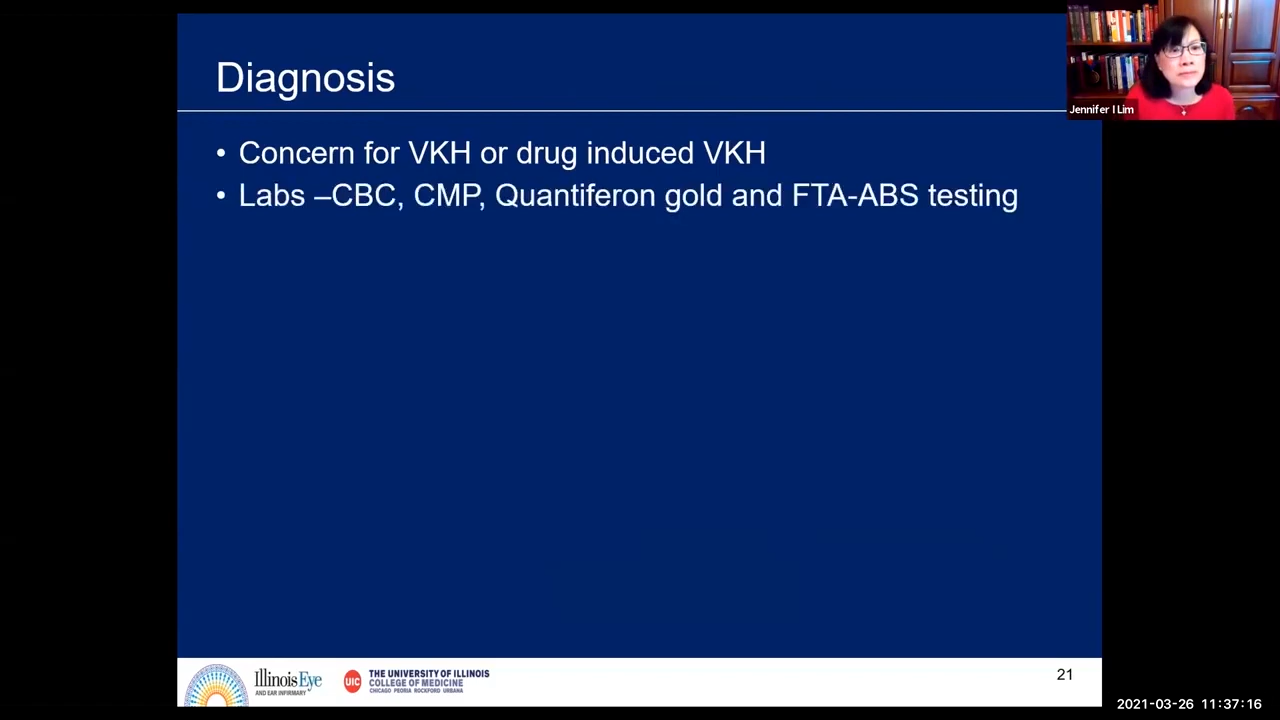 Diagnosis
Jennifer I Lim
• Concern for VKH or drug induced VKH
• Labs –CBC, CMP, Quantiferon gold and FTA-ABS testing
Illinois Eye
AND EAR INFIRMARY
UIC
THE UNIVERSITY OF ILLINOIS
COLLEGE OF MEDICINE
CHICAGO PEORIA ROCKFORD URBANA
21
2021-03-26 11:37:16